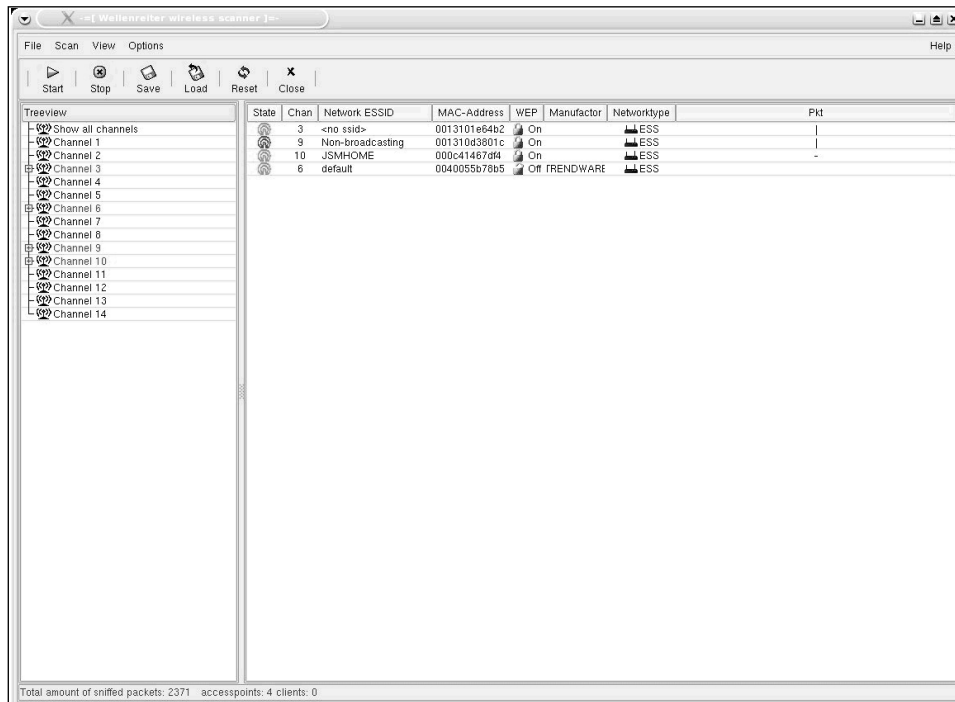 -=[ Wellenreiter wireless scanner ]=-
File Scan View Options Help
Start Stop Save Load Reset Close
Treeview
Show all channels
Channel 1
Channel 2
Channel 3
Channel 4
Channel 5
Channel 6
Channel 7
Channel 8
Channel 9
Channel 10
Channel 11
Channel 12
Channel 13
Channel 14
State Chan Network ESSID MAC-Address WEP Manufactor Networktype Pkt
3 <no ssid> 0013101e64b2 On ESS |
9 Non-broadcasting 001310d3801c On ESS |
10 JSMHOME 000c41467df4 On ESS -
6 default 0040055b78b5 Off TRENDWARE ESS
Total amount of sniffed packets: 2371 accesspoints: 4 clients: 0